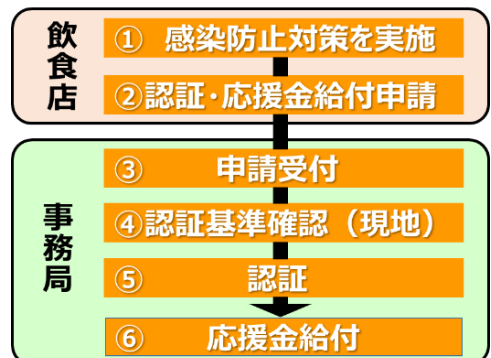 飲食店
① 感染防止対策を実施
②認証・応援金給付申請
事務局
③ 申請受付
④認証基準確認（現地）
⑤ 認証
⑥ 応援金給付